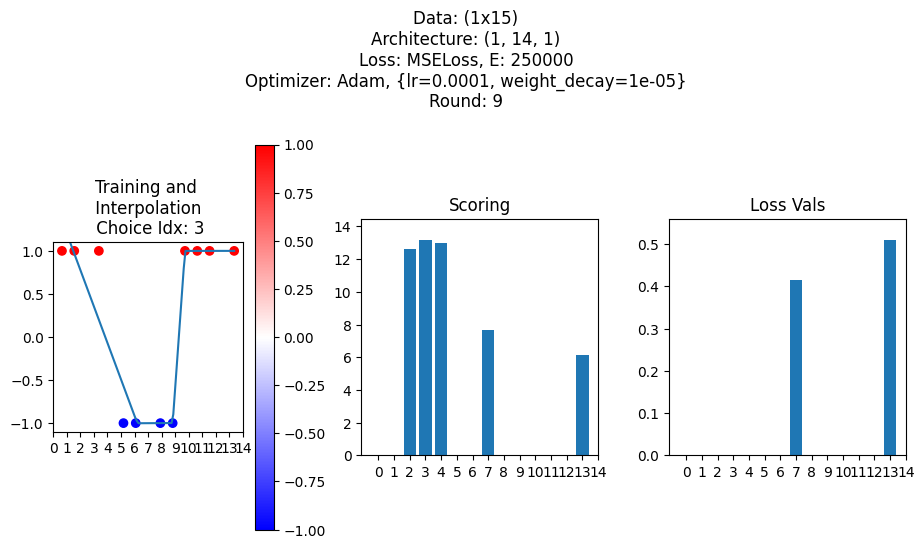 Data: (1x15)
Architecture: (1, 14, 1)
Loss: MSELoss, E: 250000
Optimizer: Adam, {lr=0.0001, weight_decay=1e-05}
Round: 9
Training and
Interpolation
Choice Idx: 3
1.0
0.5
0.0
−0.5
−1.0
0 1 2 3 4 5 6 7 8 9 10 11 12 13 14
1.00
0.75
0.50
0.25
0.00
−0.25
−0.50
−0.75
−1.00
Scoring
14
12
10
8
6
4
2
0
0 1 2 3 4 5 6 7 8 9 10 11 12 13 14
Loss Vals
0.5
0.4
0.3
0.2
0.1
0.0
0 1 2 3 4 5 6 7 8 9 10 11 12 13 14